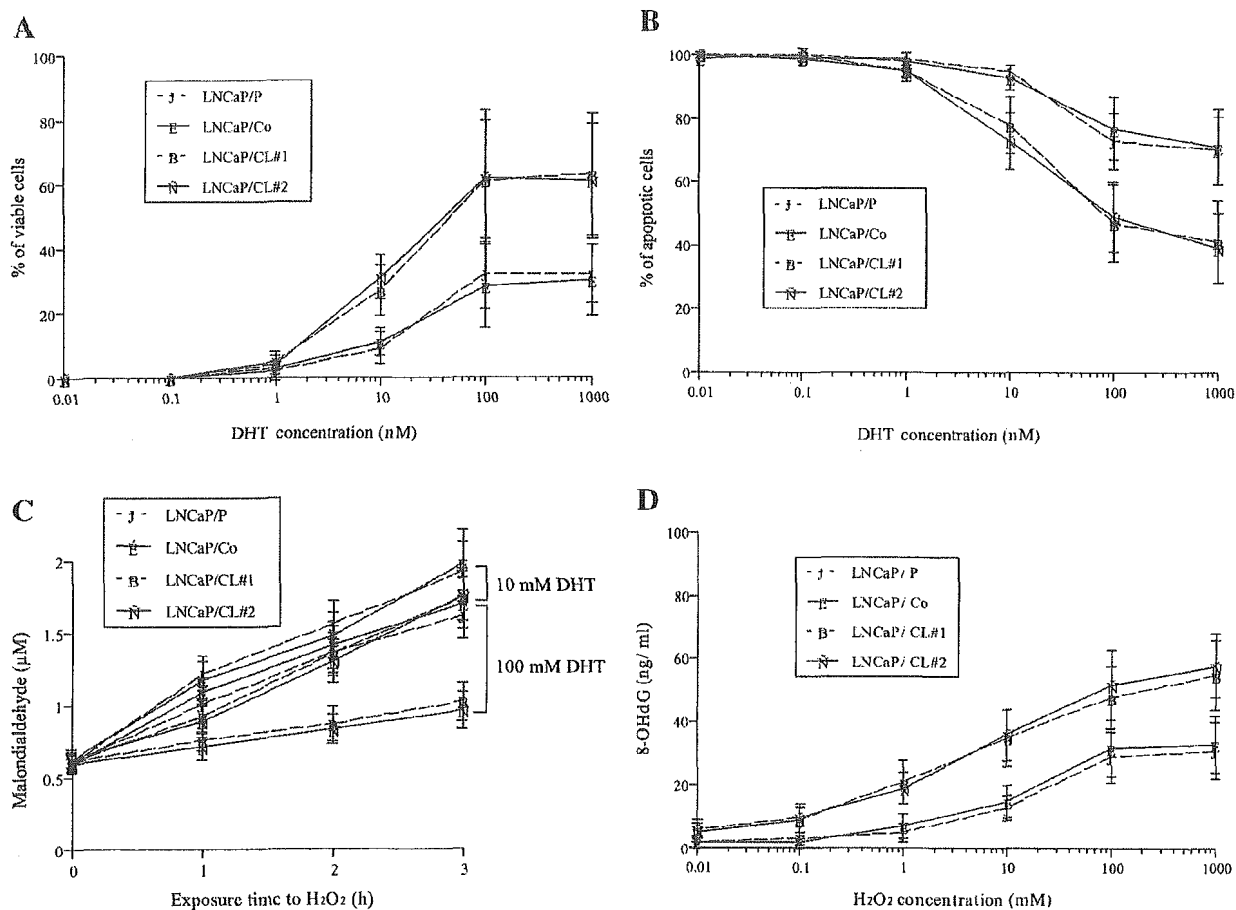 A
100
80
60
40
20
0
% of viable cells
J LNCaP/P
E LNCaP/Co
B LNCaP/CL#1
Ñ LNCaP/CL#2
0.01 0.1 1 10 100 1000
DHT concentration (nM)
B
100
80
60
40
20
0
% of apoptotic cells
J LNCaP/P
E LNCaP/Co
B LNCaP/CL#1
Ñ LNCaP/CL#2
0.01 0.1 1 10 100 1000
DHT concentration (nM)
C
J LNCaP/P
É LNCaP/Co
B LNCaP/CL#1
Ñ LNCaP/CL#2
2
1.5
1
0.5
0
Malondialdehyde (µM)
10 mM DHT
100 mM DHT
0 1 2 3
Exposure time to H2O2 (h)
D
100
80
60
40
20
0
8-OHdG (ng/ ml)
J LNCaP/ P
E LNCaP/ Co
B LNCaP/ CL#1
Ñ LNCaP/ CL#2
0.01 0.1 1 10 100 1000
H2O2 concentration (mM)